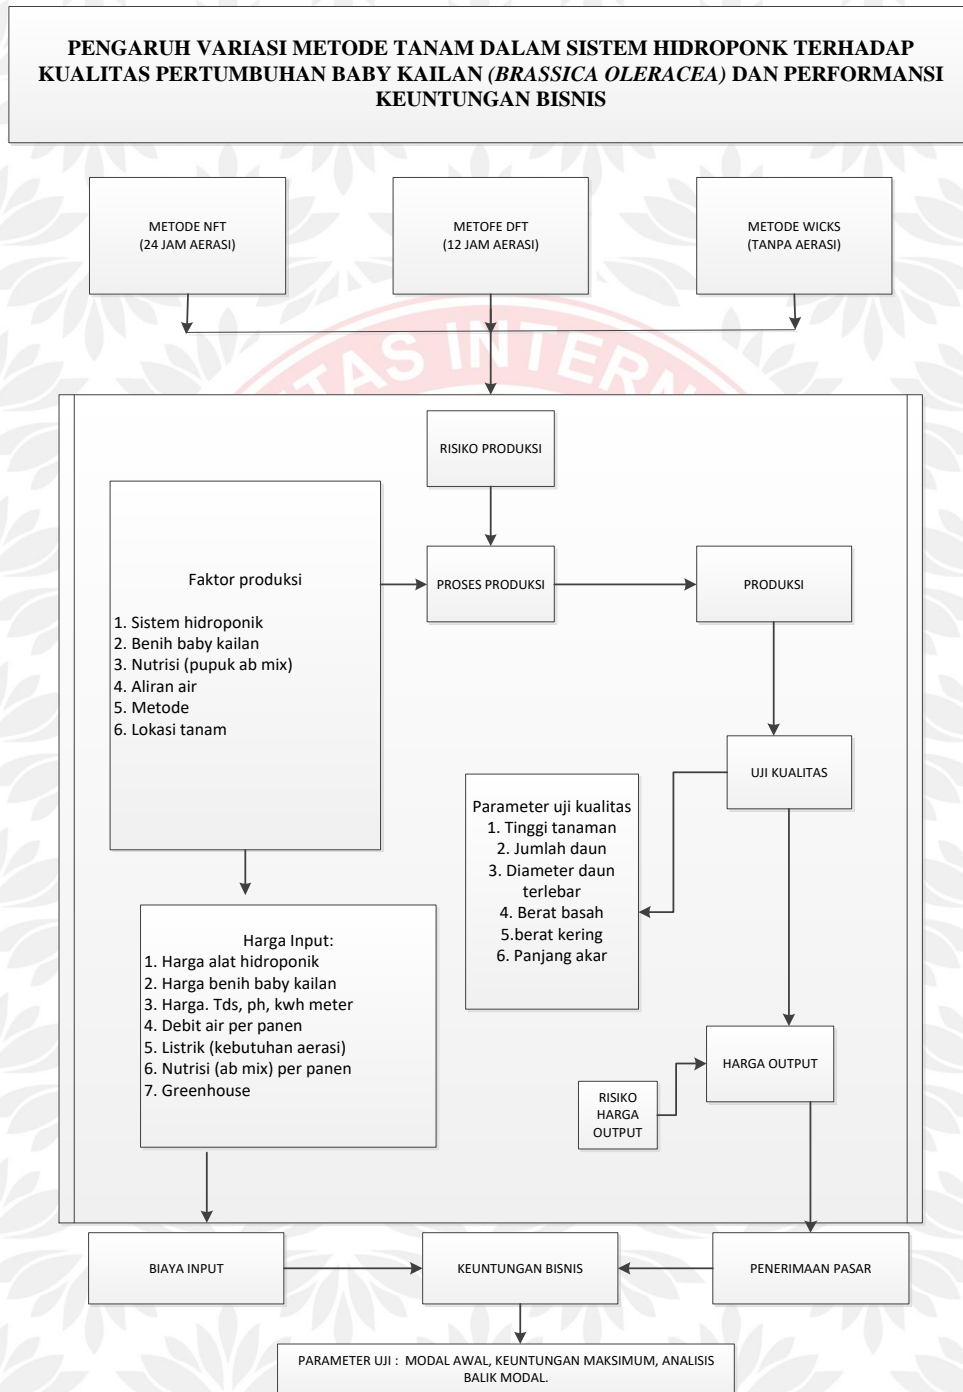 PENGARUH VARIASI METODE TANAM DALAM SISTEM HIDROPONK TERHADAP
KUALITAS PERTUMBUHAN BABY KAILAN (BRASSICA OLERACEA) DAN PERFORMANSI
KEUNTUNGAN BISNIS
METODE NFT
(24 JAM AERASI)
METOFE DFT
(12 JAM AERASI)
METODE WICKS
(TANPA AERASI)
TAS INTERN
RISIKO PRODUKSI
Faktor produksi
1. Sistem hidroponik
2. Benih baby kailan
3. Nutrisi (pupuk ab mix)
4. Aliran air
5. Metode
6. Lokasi tanam
PROSES PRODUKSI
PRODUKSI
UJI KUALITAS
Parameter uji kualitas
1. Tinggi tanaman
2. Jumlah daun
3. Diameter daun
terlebar
4. Berat basah
5.berat kering
6. Panjang akar
Harga Input:
1. Harga alat hidroponik
2. Harga benih baby kailan
3. Harga. Tds, ph, kwh meter
4. Debit air per panen
5. Listrik (kebutuhan aerasi)
6. Nutrisi (ab mix) per panen
7. Greenhouse
HARGA OUTPUT
RISIKO
HARGA
OUTPUT
BIAYA INPUT
KEUNTUNGAN BISNIS
PENERIMAAN PASAR
PARAMETER UJI : MODAL AWAL, KEUNTUNGAN MAKSIMUM, ANALISIS
BALIK MODAL.